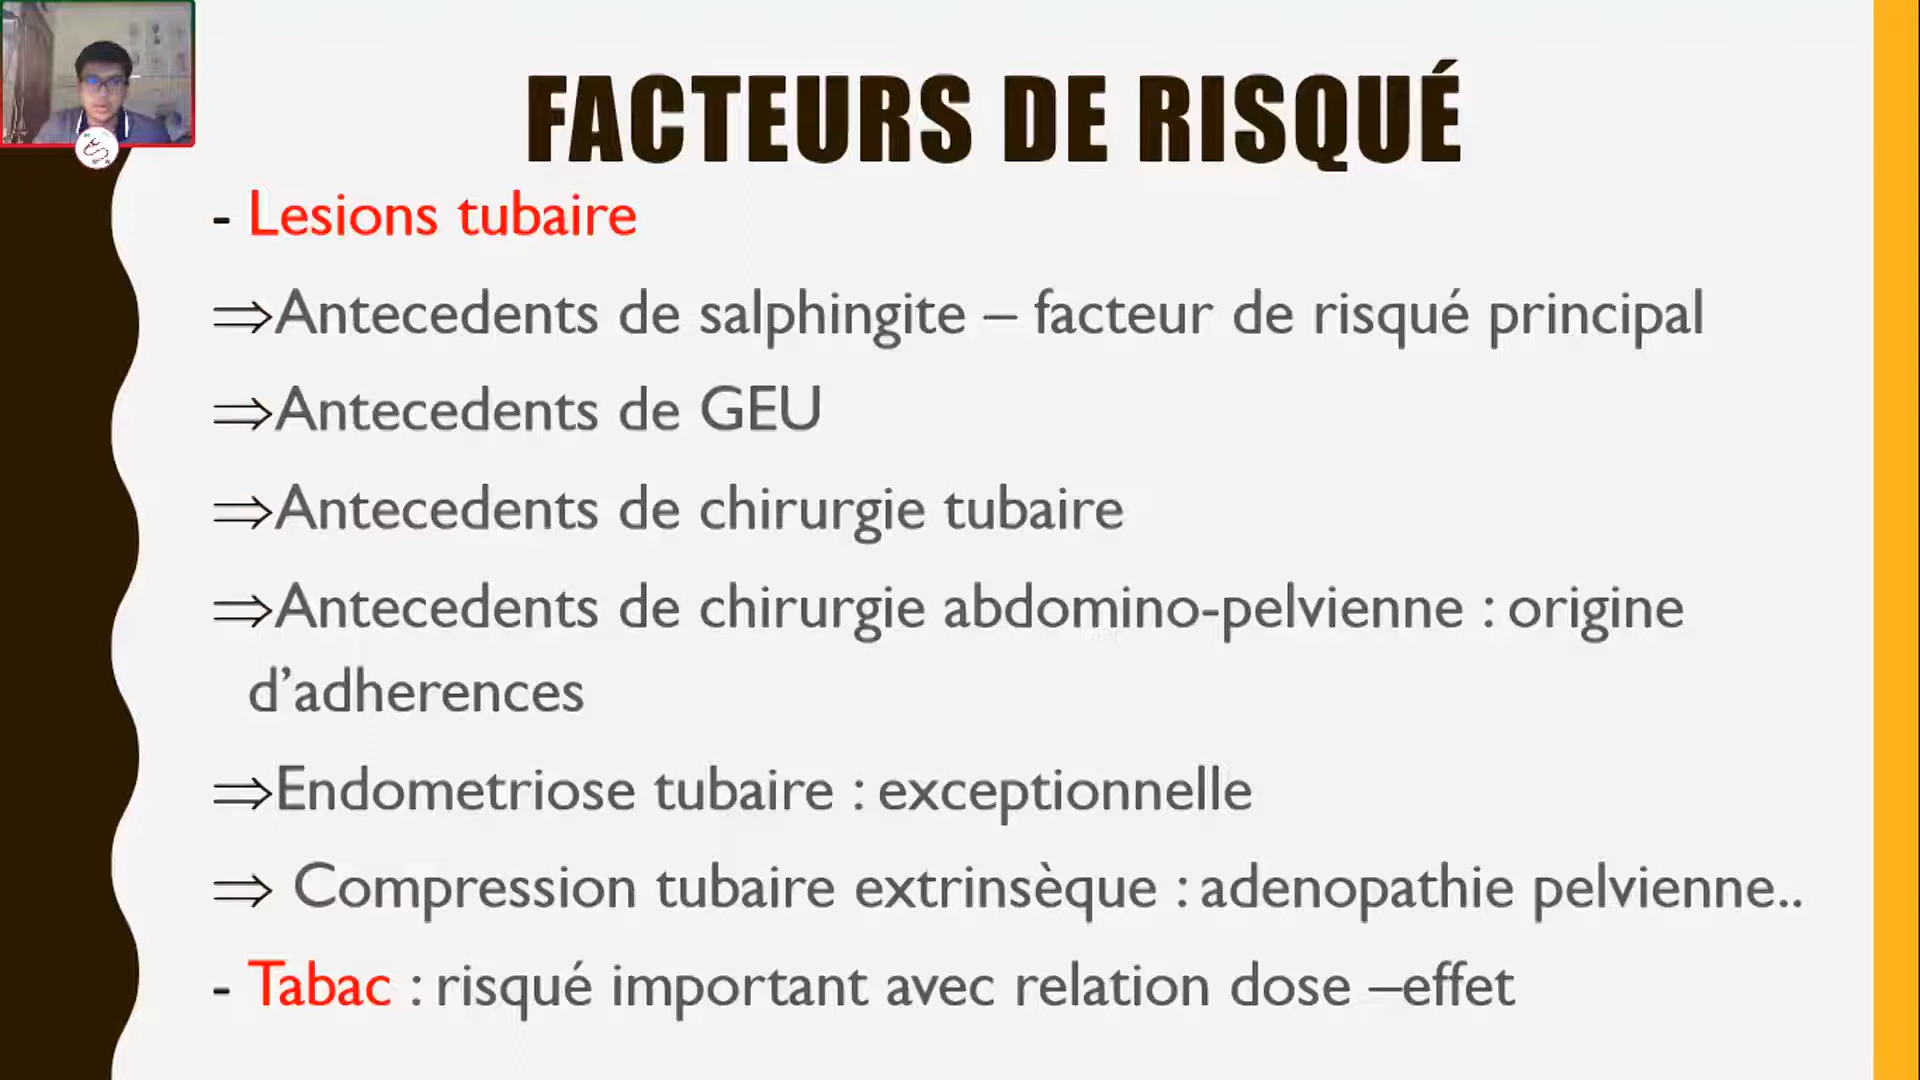 FACTEURS DE RISQUÉ
- Lesions tubaire
⇒Antecedents de salphingite – facteur de risqué principal
⇒Antecedents de GEU
⇒Antecedents de chirurgie tubaire
⇒Antecedents de chirurgie abdomino-pelvienne : origine
d’adherences
⇒Endometriose tubaire : exceptionnelle
⇒ Compression tubaire extrinsèque : adenopathie pelvienne..
- Tabac : risqué important avec relation dose –effet